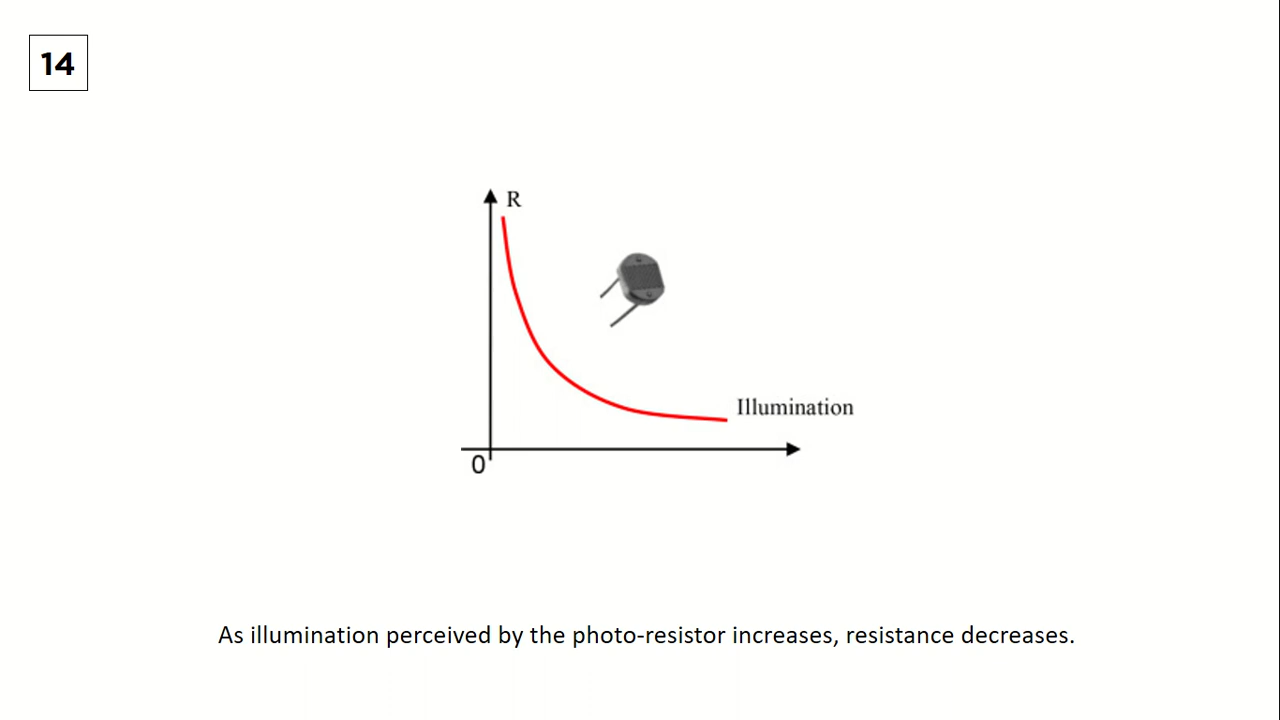 14
R
Illumination
0
As illumination perceived by the photo-resistor increases, resistance decreases.